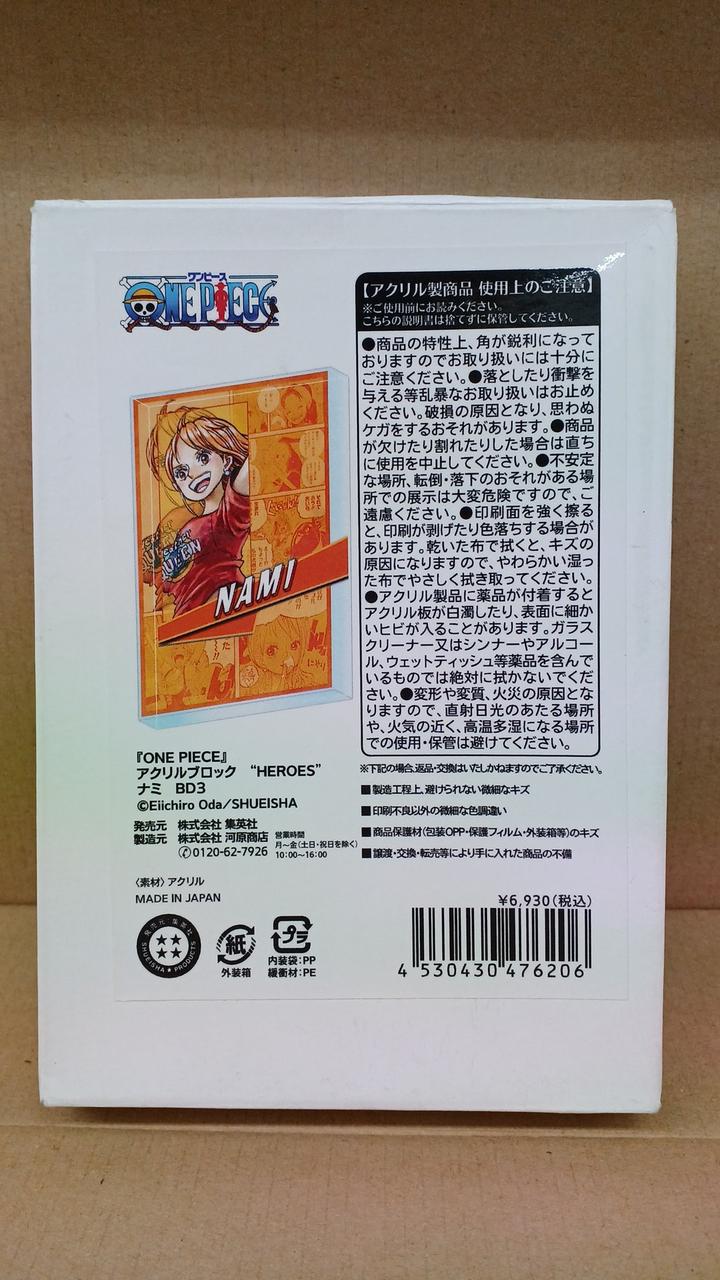 ワンピース
ONE PIECE
NAMI
『ONE PIECE』
アクリルブロック “HEROES”
ナミ BD3
©Eiichiro Oda/SHUEISHA
発売元 株式会社 集英社
製造元 株式会社 河原商店
0120-62-7926
営業時間
月〜金(土日・祝日を除く)
10:00〜16:00
〈素材〉アクリル
MADE IN JAPAN
発売元:集英社
SHUEISHA PRODUCTS
紙
外装箱
プラ
内装袋:PP
緩衝材:PE
【アクリル製商品 使用上のご注意】
※ご使用前にお読みください。
こちらの説明書は捨てずに保管してください。
●商品の特性上、角が鋭利になって
おりますのでお取り扱いには十分に
ご注意ください。●落としたり衝撃を
与える等乱暴なお取り扱いはお止め
ください。破損の原因となり、思わぬ
ケガをするおそれがあります。●商品
が欠けたり割れたりした場合は直ち
に使用を中止してください。●不安定
な場所、転倒・落下のおそれがある場
所での展示は大変危険ですので、ご
遠慮ください。●印刷面を強く擦る
と、印刷が剥げたり色落ちする場合が
あります。乾いた布で拭くと、キズの
原因になりますので、やわらかい湿っ
た布でやさしく拭き取ってください。
●アクリル製品に薬品が付着すると
アクリル板が白濁したり、表面に細か
いヒビが入ることがあります。ガラス
クリーナー又はシンナーやアルコー
ル、ウェットティッシュ等薬品を含んで
いるものでは絶対に拭かないでくだ
さい。●変形や変質、火災の原因とな
りますので、直射日光のあたる場所
や、火気の近く、高温多湿になる場所
での使用・保管は避けてください。
※下記の場合、返品・交換はいたしかねますのでご了承ください。
■製造工程上、避けられない微細なキズ
■印刷不良以外の微細な色調違い
■商品保護材(包装OPP・保護フィルム・外装箱等)のキズ
■譲渡・交換・転売等により手に入れた商品の不備
¥6,930(税込)
4 530430 476206